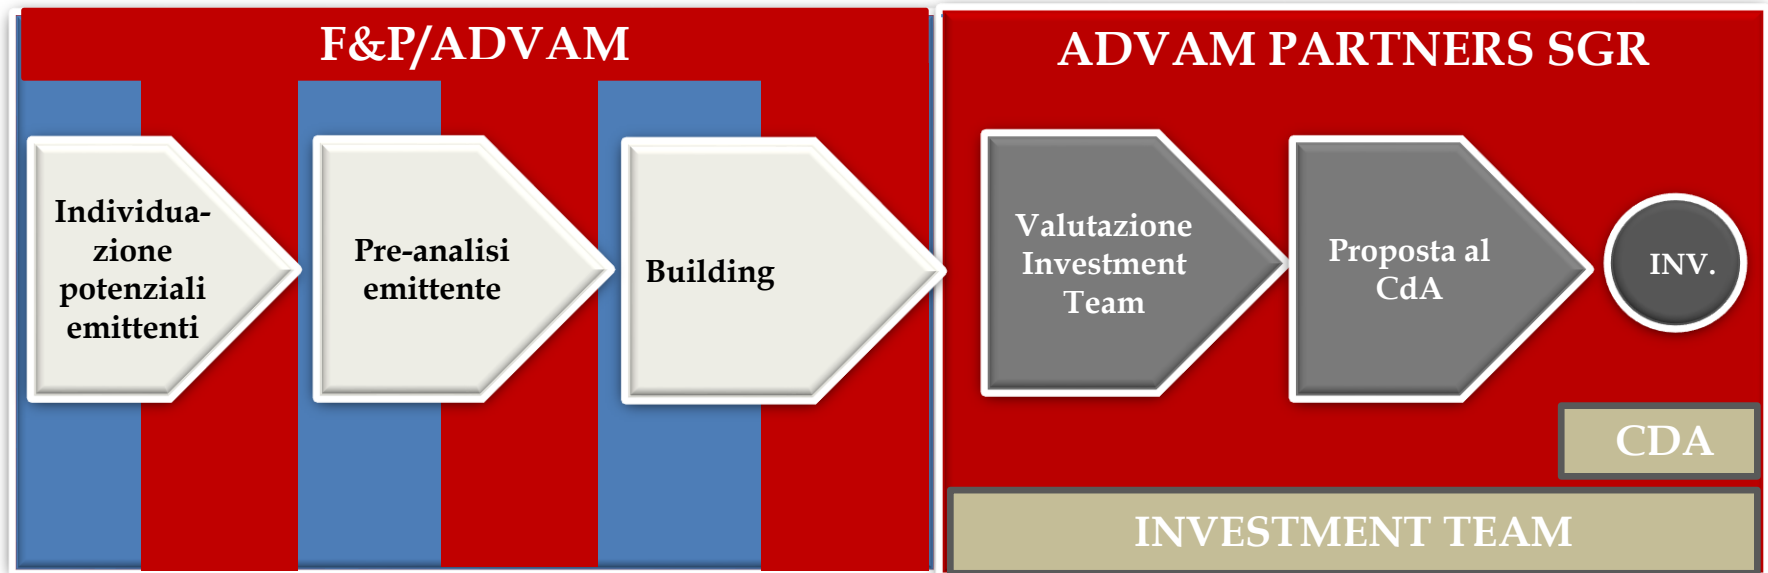 F&P/ADVAM
ADVAM PARTNERS SGR
Individua-
zione
potenziali
emittenti
Pre-analisi
emittente
Building
Valutazione
Investment
Team
Proposta al
CdA
INV.
CDA
INVESTMENT TEAM